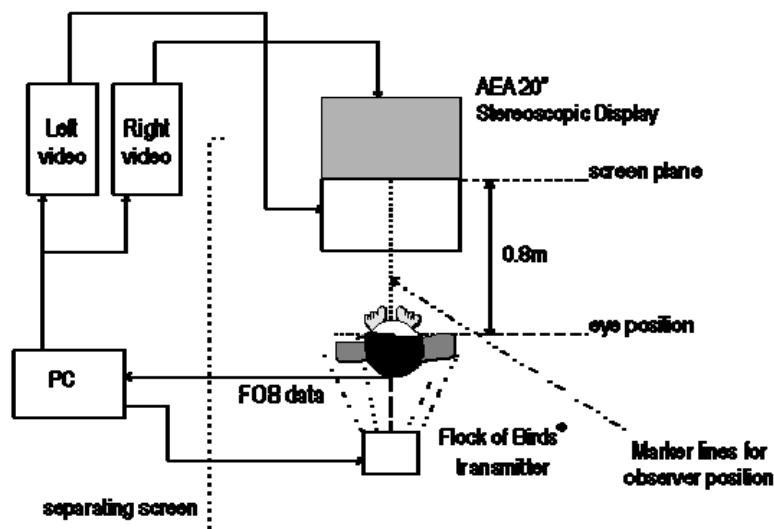 AEA 20"
Stereoscopic Display
Left
video
Right
video
screen plane
0.8m
eye position
PC
FOB data
Flock of Birds®
transmitter
Marker lines for
observer position
separating screen